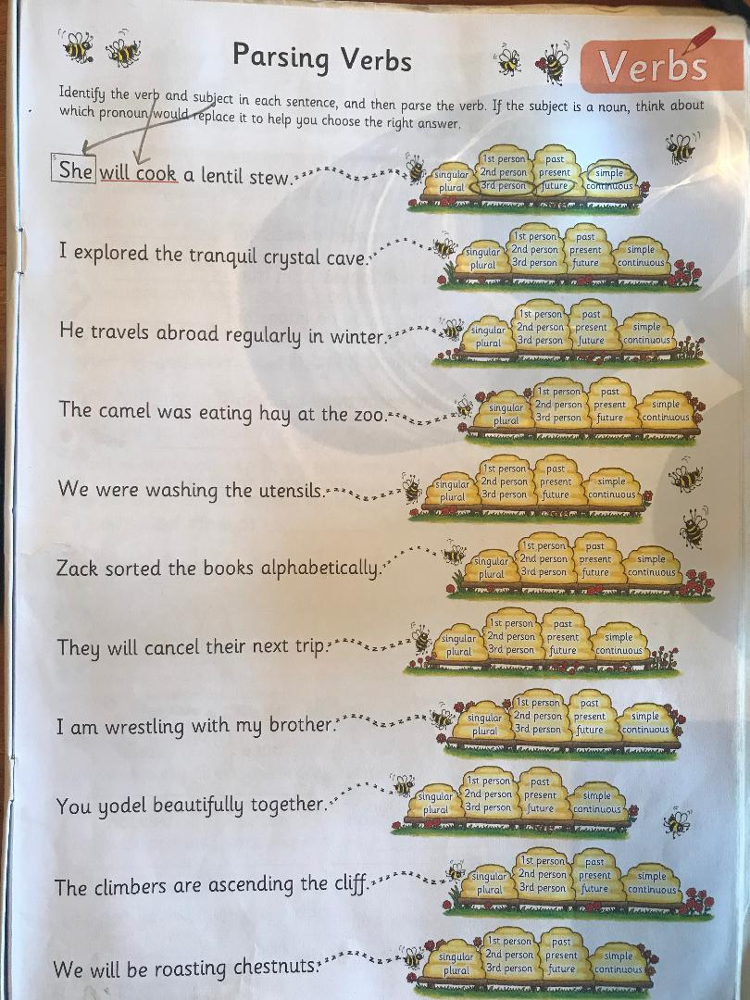 Parsing Verbs
Verbs
Identify the verb and subject in each sentence, and then parse the verb. If the subject is a noun, think about
which pronoun would replace it to help you choose the right answer.
She will cook a lentil stew.
singular plural
1st person 2nd person 3rd person
past present future
simple continuous
I explored the tranquil crystal cave.
singular plural
1st person 2nd person 3rd person
past present future
simple continuous
He travels abroad regularly in winter.
singular plural
1st person 2nd person 3rd person
past present future
simple continuous
The camel was eating hay at the zoo.
singular plural
1st person 2nd person 3rd person
past present future
simple continuous
We were washing the utensils.
singular plural
1st person 2nd person 3rd person
past present future
simple continuous
Zack sorted the books alphabetically.
singular plural
1st person 2nd person 3rd person
past present future
simple continuous
They will cancel their next trip.
singular plural
1st person 2nd person 3rd person
past present future
simple continuous
I am wrestling with my brother.
singular plural
1st person 2nd person 3rd person
past present future
simple continuous
You yodel beautifully together.
singular plural
1st person 2nd person 3rd person
past present future
simple continuous
The climbers are ascending the cliff.
singular plural
1st person 2nd person 3rd person
past present future
simple continuous
We will be roasting chestnuts.
singular plural
1st person 2nd person 3rd person
past present future
simple continuous